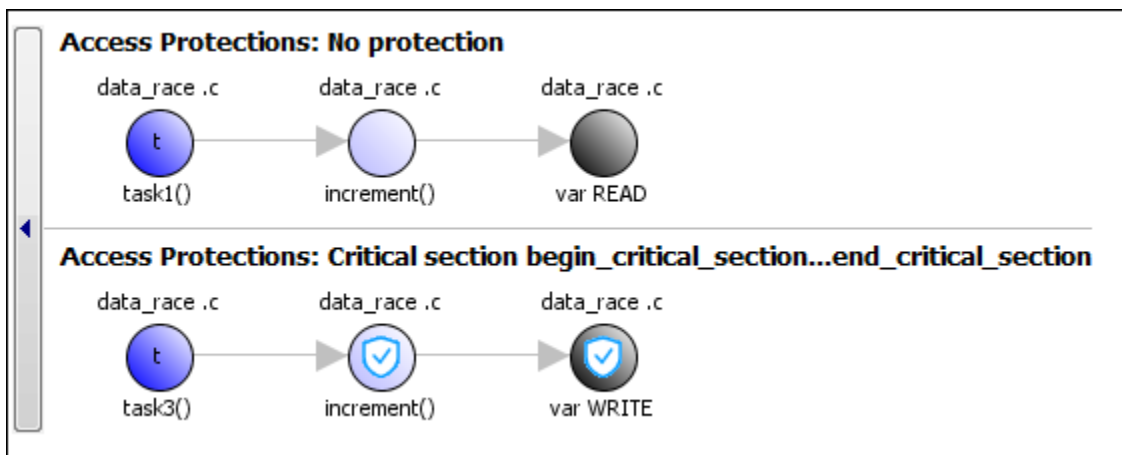 Access Protections: No protection
data_race .c data_race .c data_race .c
t
task1() increment() var READ
Access Protections: Critical section begin_critical_section...end_critical_section
data_race .c data_race .c data_race .c
t
task3() increment() var WRITE